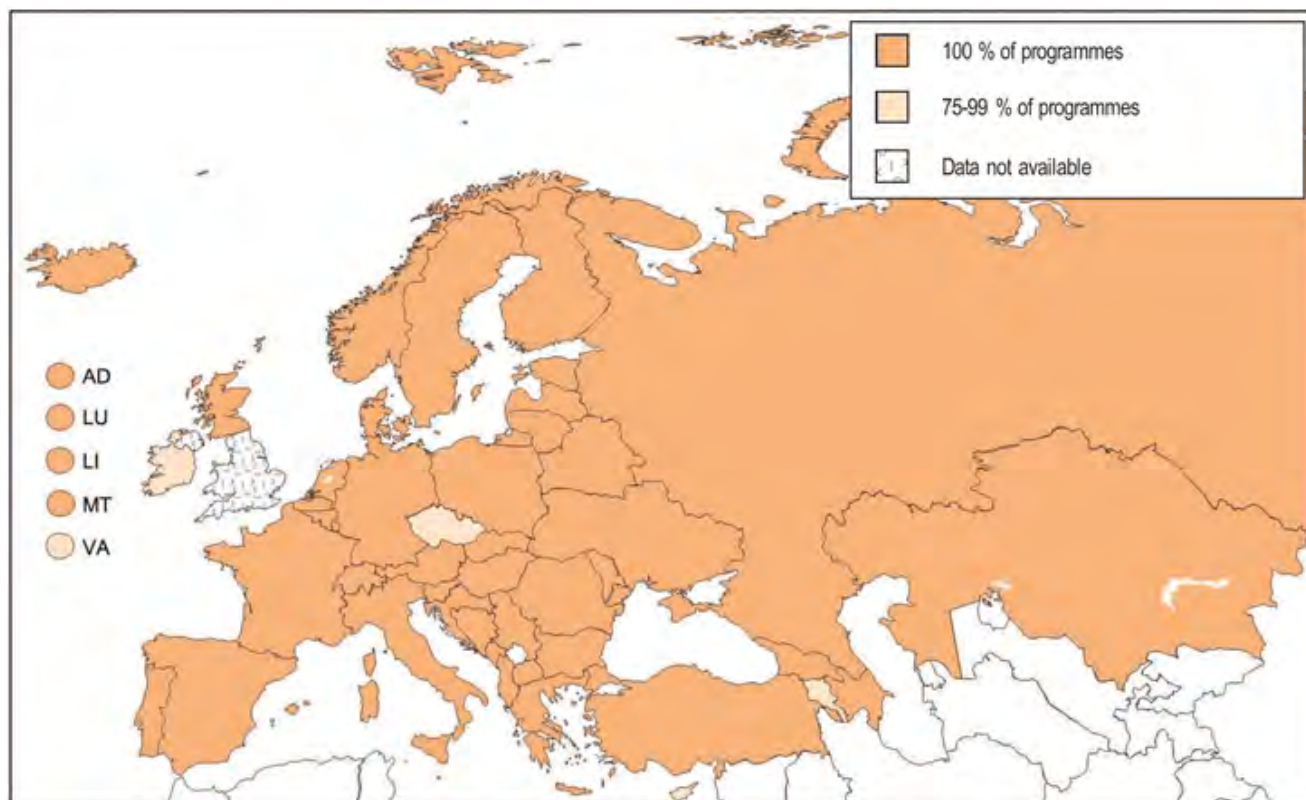 100 % of programmes
75-99 % of programmes
Data not available
AD
LU
LI
MT
VA